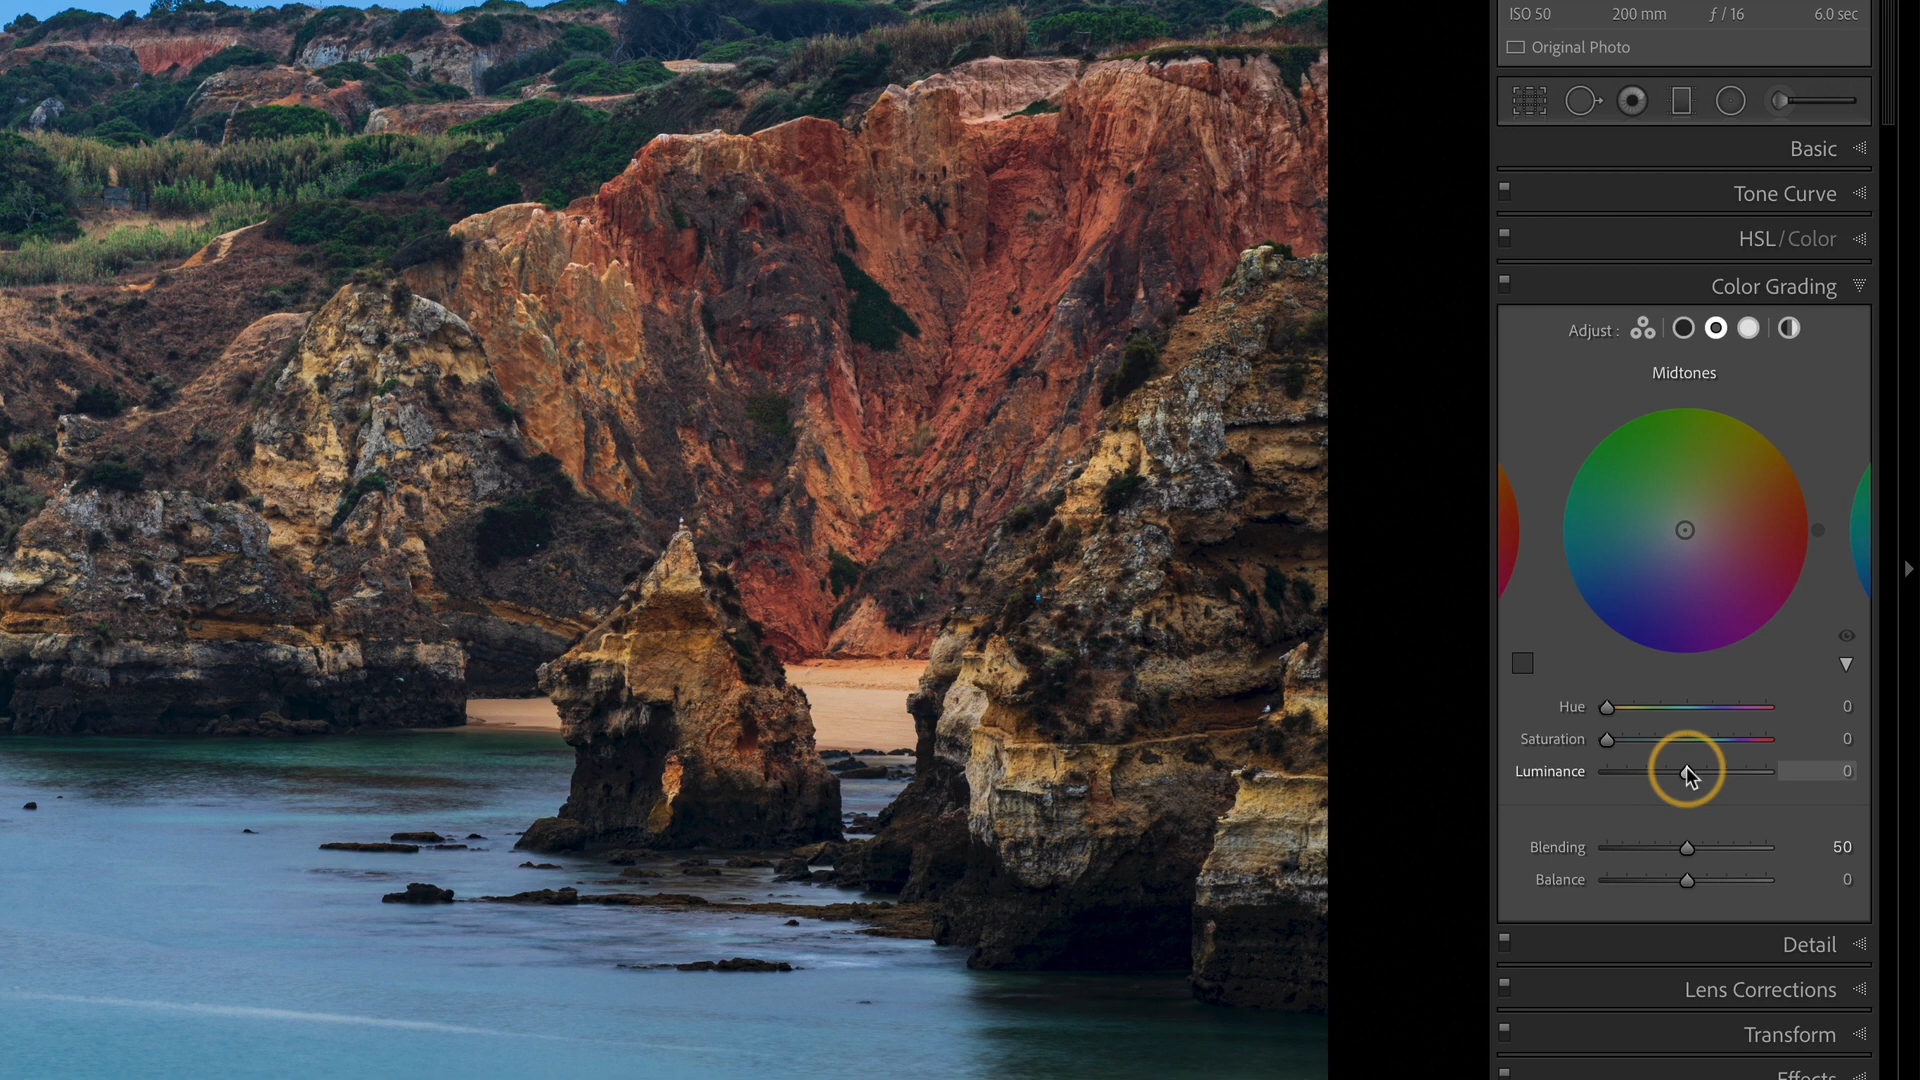 ISO 50 200 mm ƒ / 16 6.0 sec
Original Photo
Basic
Tone Curve
HSL / Color
Color Grading
Adjust :
Midtones
Hue 0
Saturation 0
Luminance 0
Blending 50
Balance 0
Detail
Lens Corrections
Transform
Effects